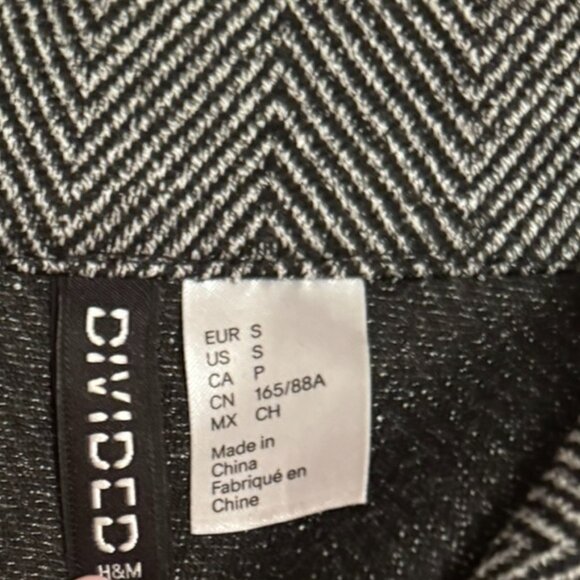 DIVIDED
H&M
EUR S
US S
CA P
CN 165/88A
MX CH
Made in
China
Fabriqué en
Chine